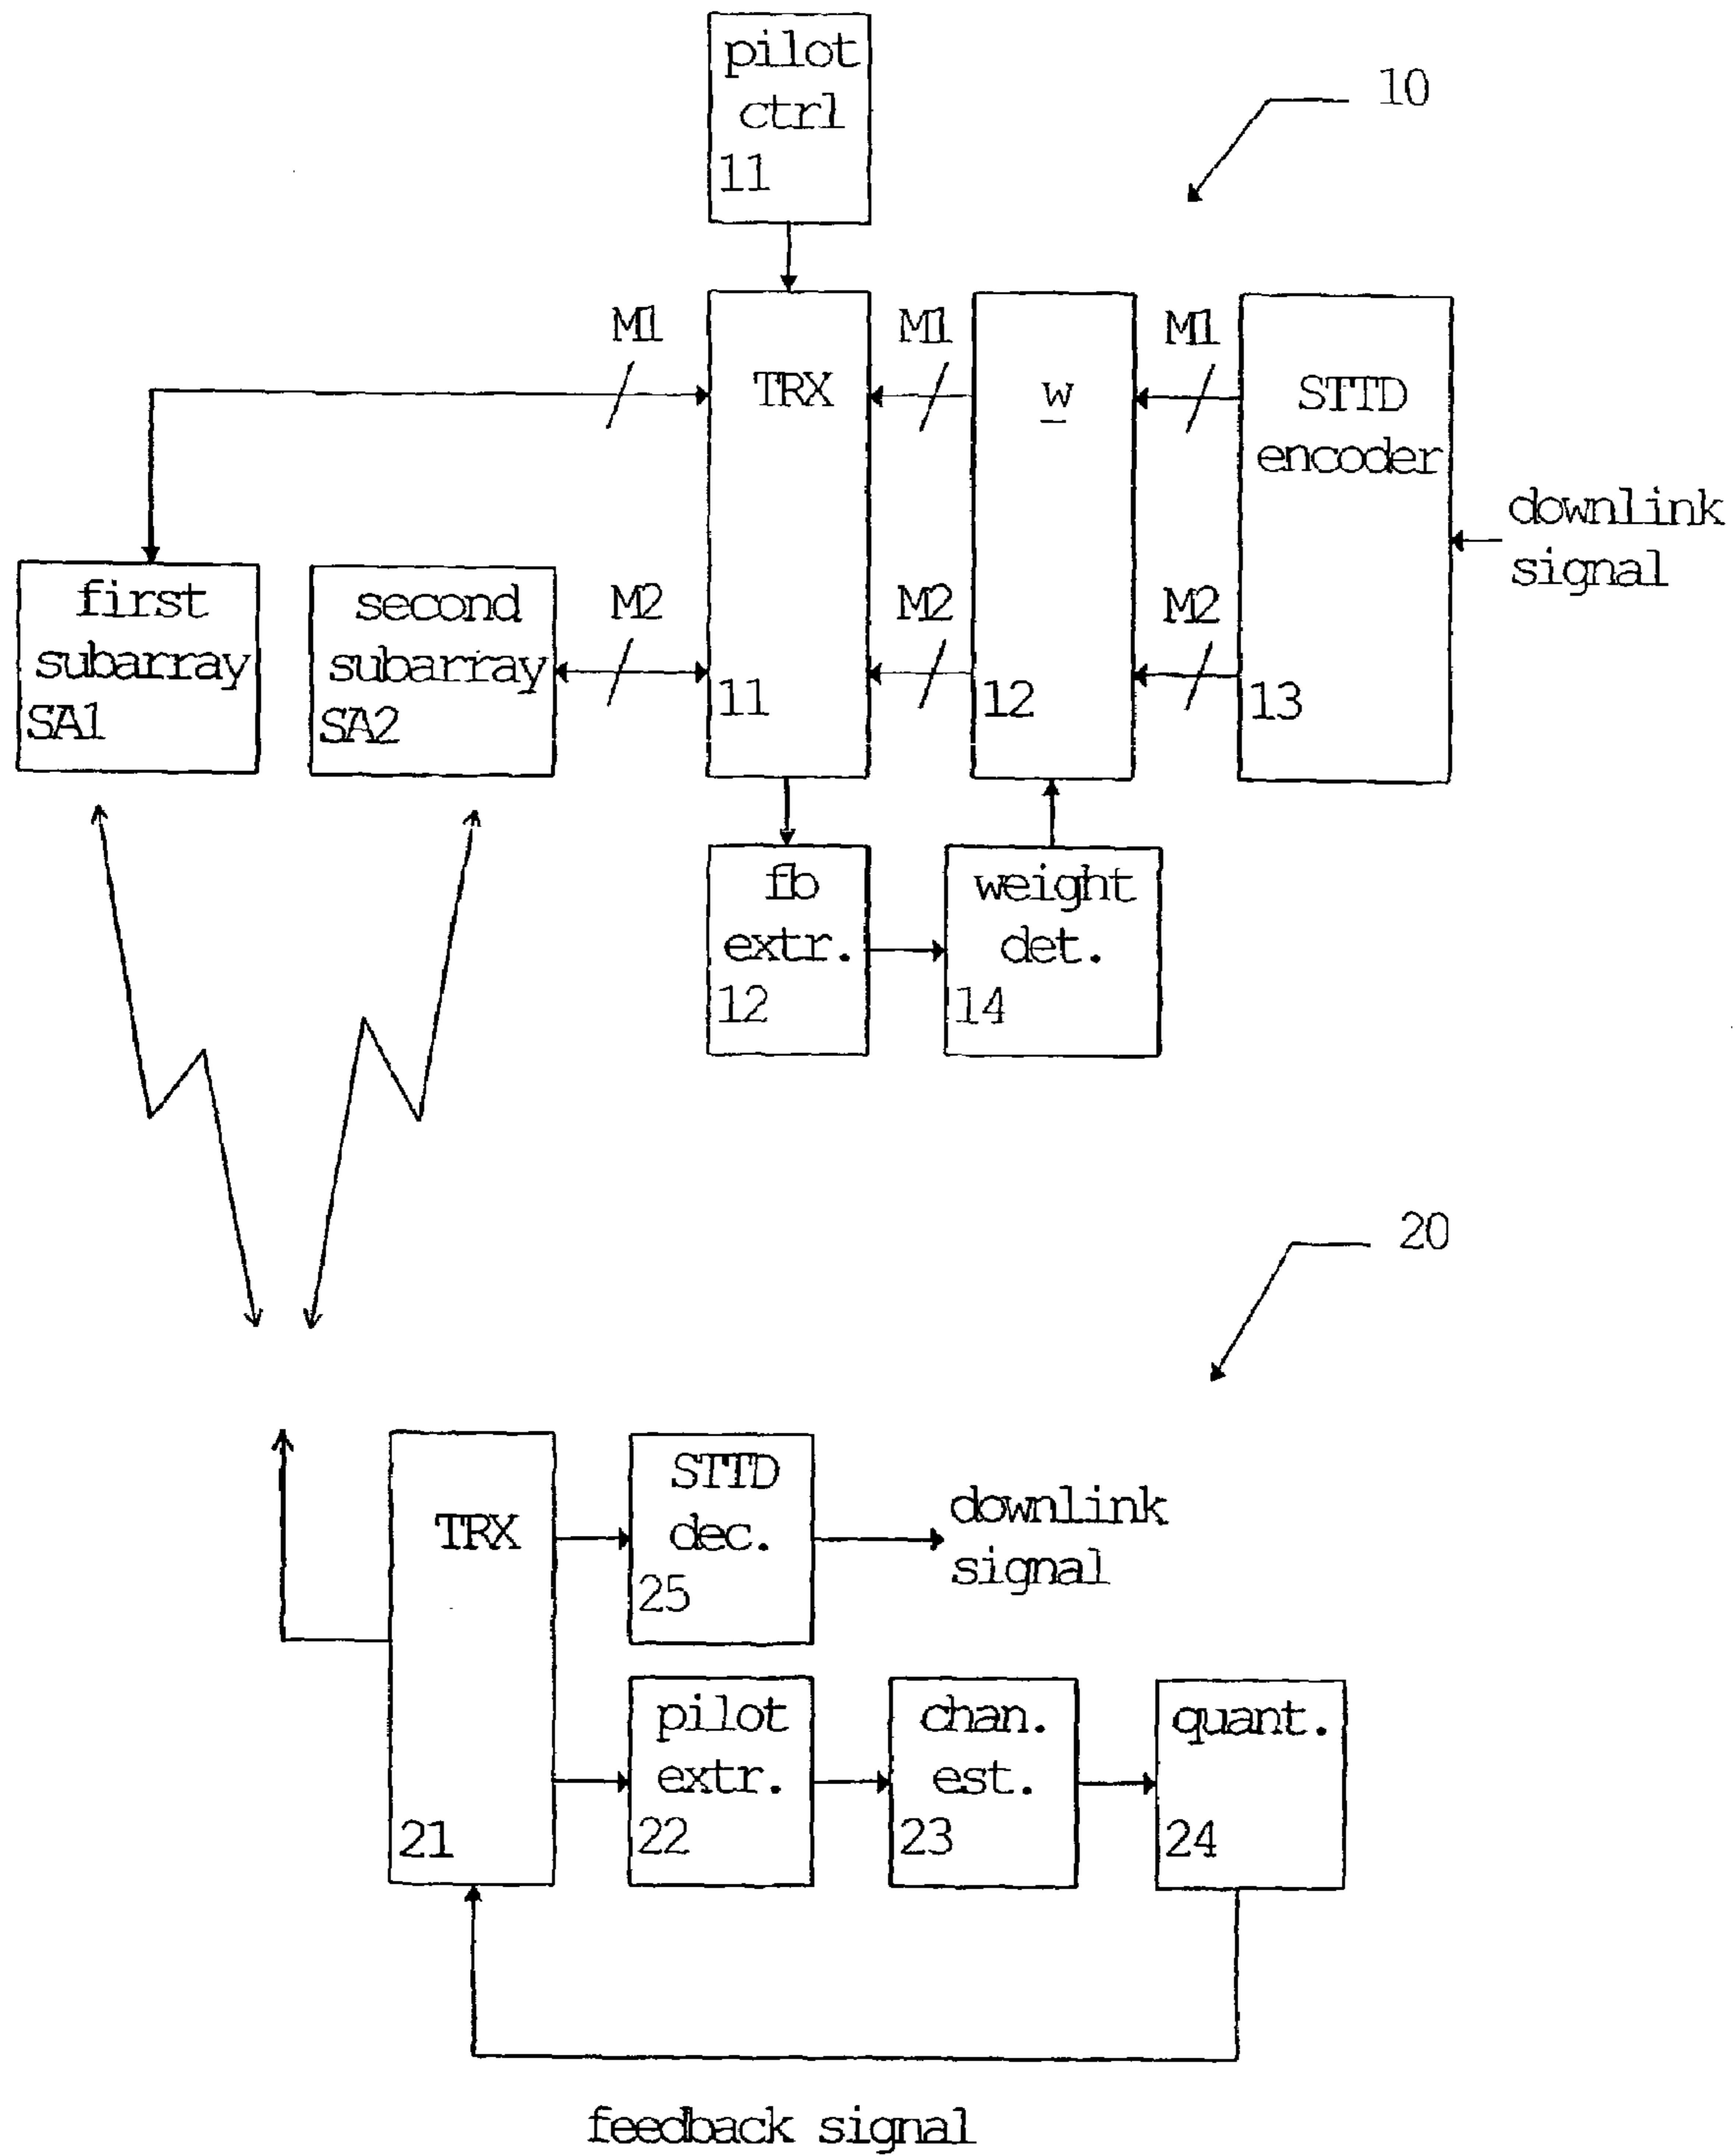 pilot
ctrl
11
10
M1
M1
M1
TRX
w
STTD
encoder
downlink
signal
first
subarray
SA1
second
subarray
SA2
M2
M2
M2
11
12
13
fb
extr.
12
weight
det.
14
20
TRX
21
STTD
dec.
25
downlink
signal
pilot
extr.
22
chan.
est.
23
quant.
24
feedback signal